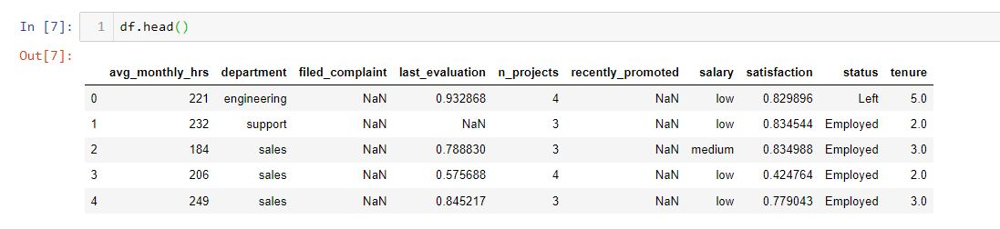 In [7]: 1 df.head()
Out[7]:
avg_monthly_hrs department filed_complaint last_evaluation n_projects recently_promoted salary satisfaction status tenure
0 221 engineering NaN 0.932868 4 NaN low 0.829896 Left 5.0
1 232 support NaN NaN 3 NaN low 0.834544 Employed 2.0
2 184 sales NaN 0.788830 3 NaN medium 0.834988 Employed 3.0
3 206 sales NaN 0.575688 4 NaN low 0.424764 Employed 2.0
4 249 sales NaN 0.845217 3 NaN low 0.779043 Employed 3.0